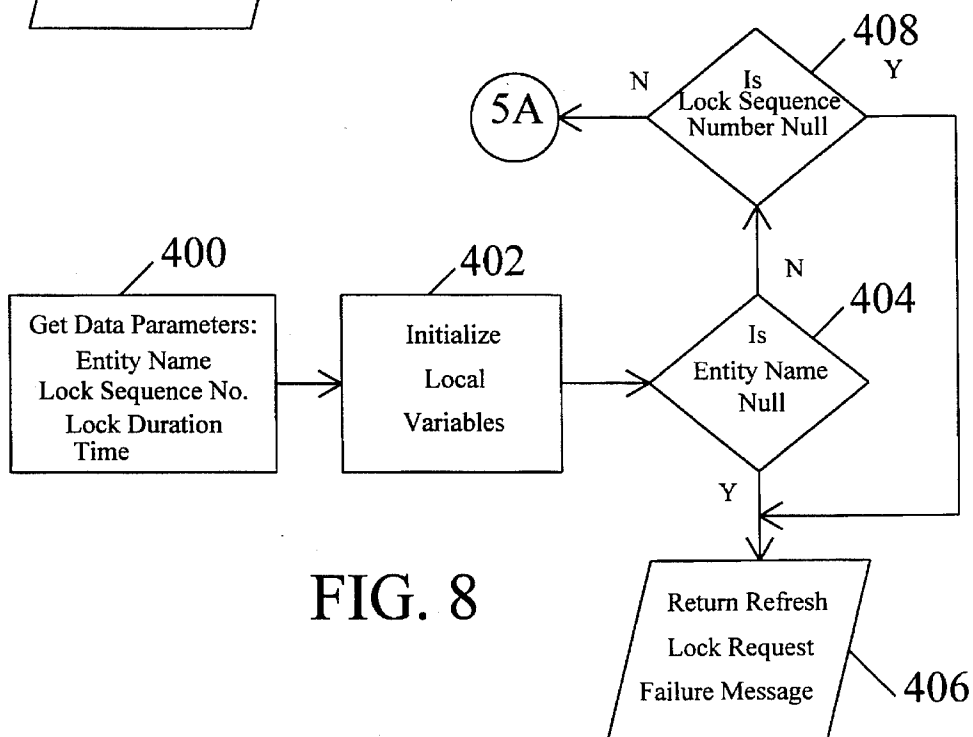 408
N
Y
5A
Is
Lock Sequence
Number Null
400
402
N
404
Get Data Parameters:
Entity Name
Lock Sequence No.
Lock Duration
Time
Initialize
Local
Variables
Is
Entity Name
Null
Y
FIG. 8
Return Refresh
Lock Request
Failure Message
406